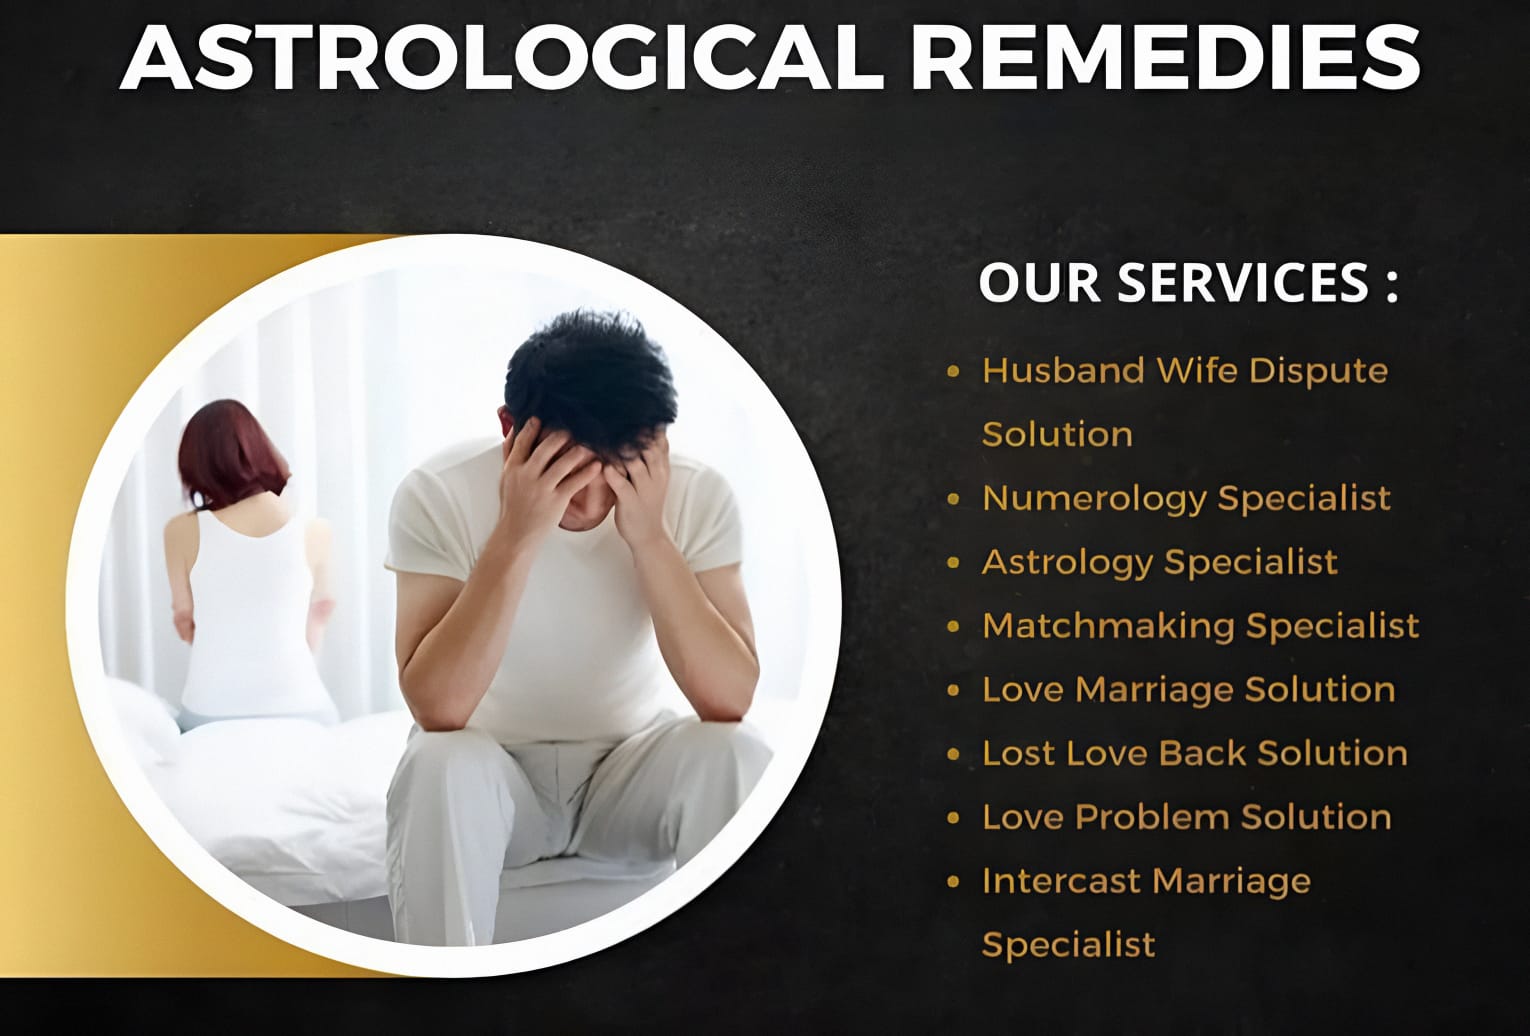 ASTROLOGICAL REMEDIES
OUR SERVICES :
• Husband Wife Dispute
Solution
• Numerology Specialist
• Astrology Specialist
• Matchmaking Specialist
• Love Marriage Solution
• Lost Love Back Solution
• Love Problem Solution
• Intercast Marriage
Specialist